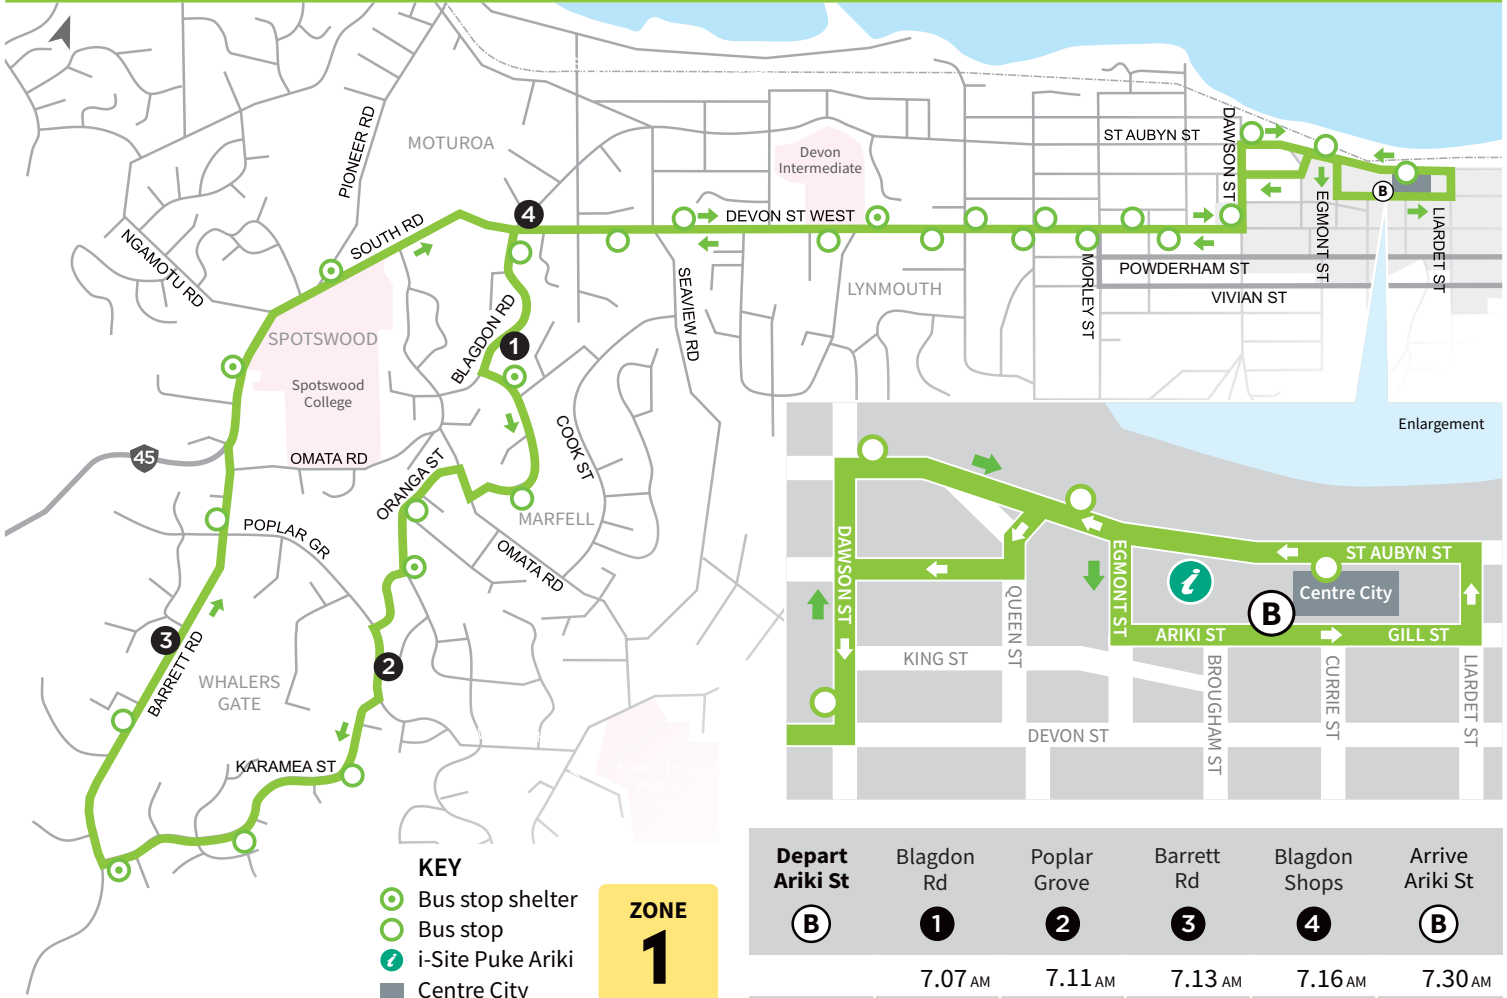 PIONEER RD
MOTUROA
Devon
Intermediate
ST AUBYN ST
DAWSON ST
4
B
NGAMOTU RD
SOUTH RD
DEVON ST WEST
EGMONT ST
LIARDET ST
SEAVIEW RD
MORLEY ST
POWDERHAM ST
LYNMOUTH
VIVIAN ST
SPOTSWOOD
BLAGDON RD
1
Spotswood
College
COOK ST
45
OMATA RD
ORANGA ST
MARFELL
POPLAR GR
OMATA RD
3
BARRETT RD
2
WHALERS
GATE
KARAMEA ST
Enlargement
DAWSON ST
EGMONT ST
ST AUBYN ST
i
Centre City
B
QUEEN ST
ARIKI ST
GILL ST
KING ST
BROUGHAM ST
CURRIE ST
LIARDET ST
DEVON ST
KEY
Bus stop shelter
Bus stop
i
i-Site Puke Ariki
Centre City
ZONE
1
Depart
Ariki St
B
Blagdon
Rd
1
Poplar
Grove
2
Barrett
Rd
3
Blagdon
Shops
4
Arrive
Ariki St
B
7.07 AM
7.11 AM
7.13 AM
7.16 AM
7.30 AM